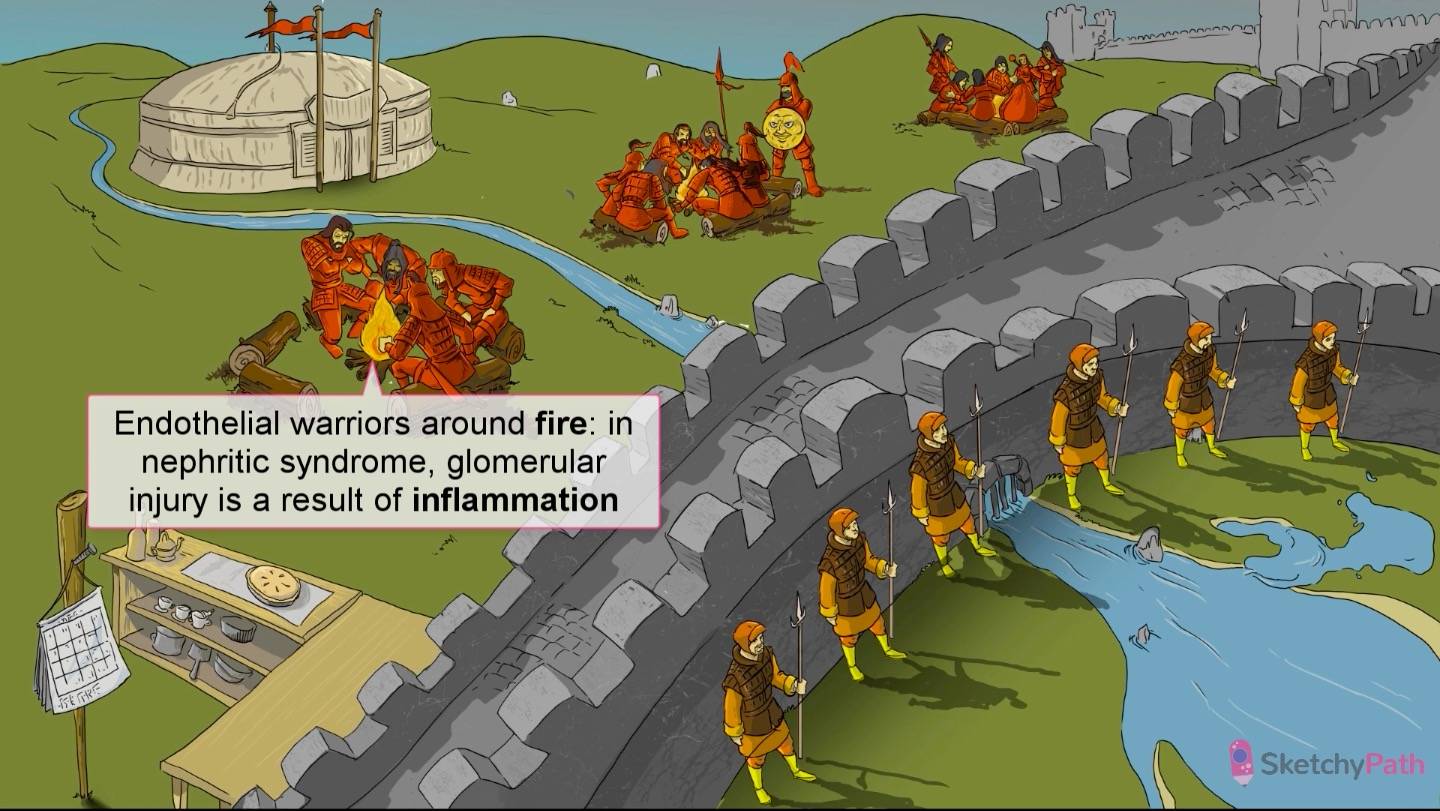 Endothelial warriors around fire: in
nephritic syndrome, glomerular
injury is a result of inflammation
SketchyPath